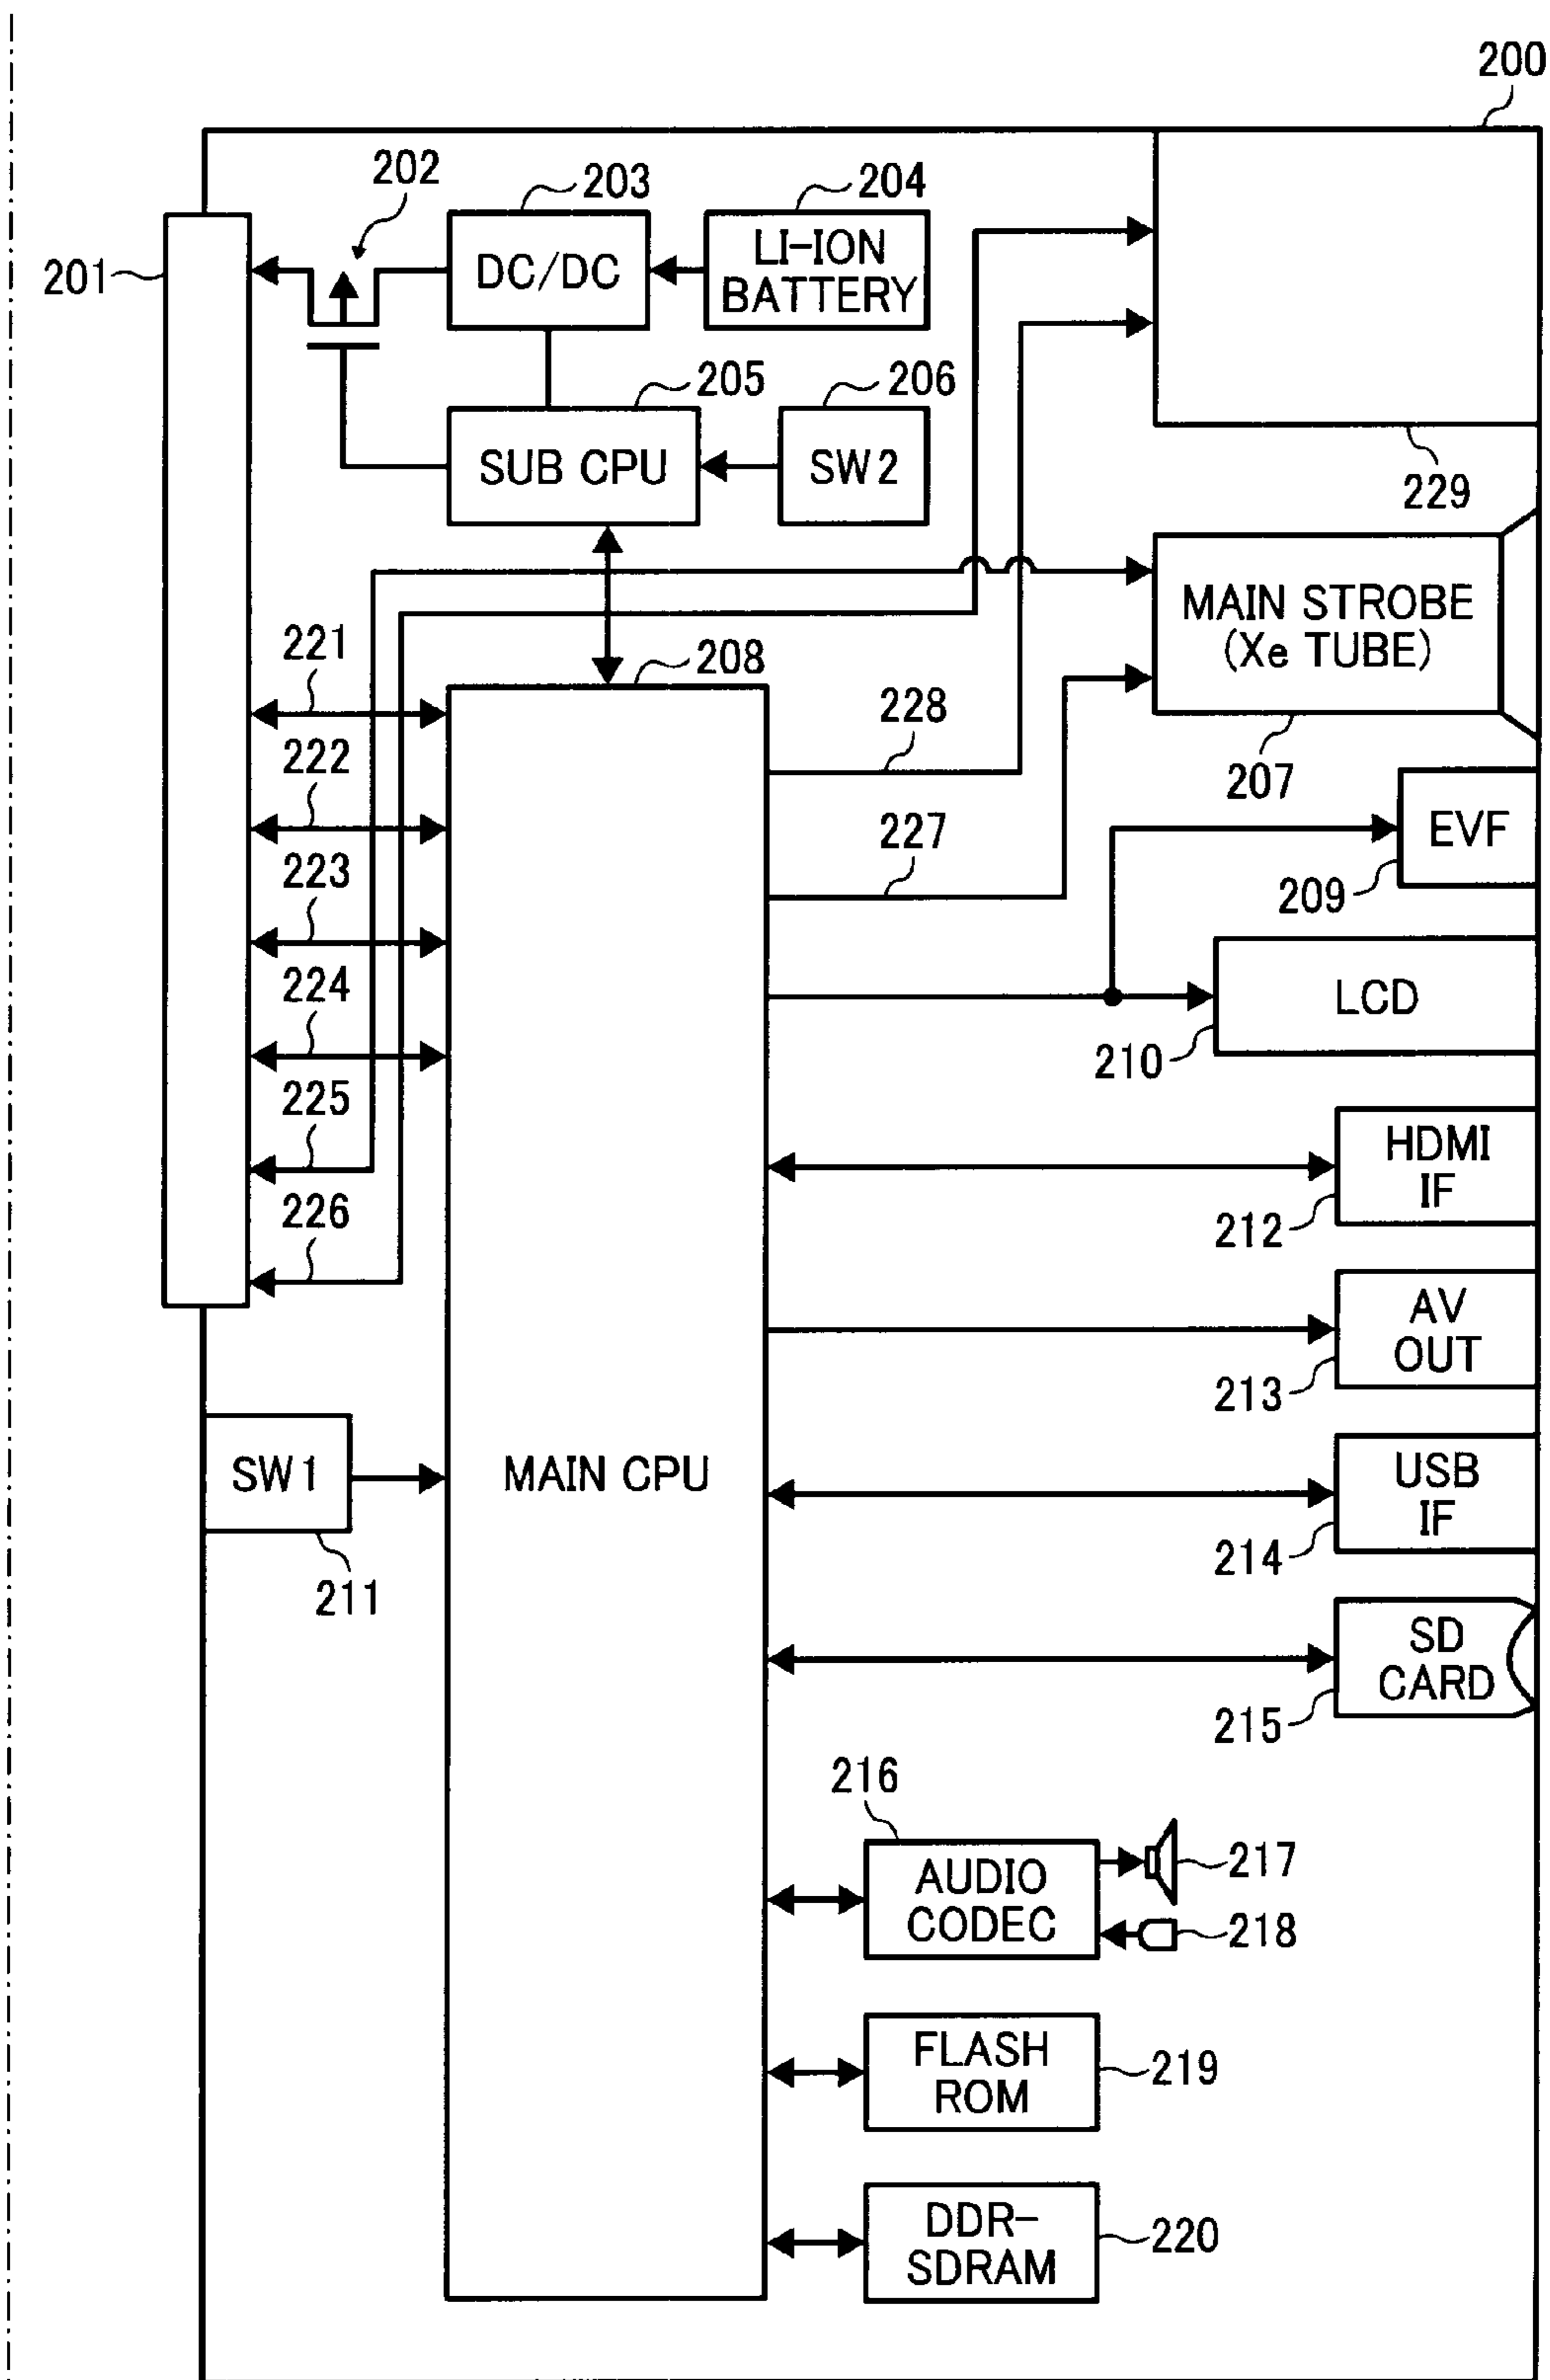 200
202
203
204
201
DC/DC
LI-ION
BATTERY
205
206
SUB CPU
SW2
229
MAIN STROBE
(Xe TUBE)
207
221
208
228
222
EVF
209
227
223
224
LCD
210
225
HDMI
IF
212
226
AV
OUT
213
SW1
211
MAIN CPU
USB
IF
214
SD
CARD
215
216
AUDIO
CODEC
217
218
FLASH
ROM
219
DDR-
SDRAM
220